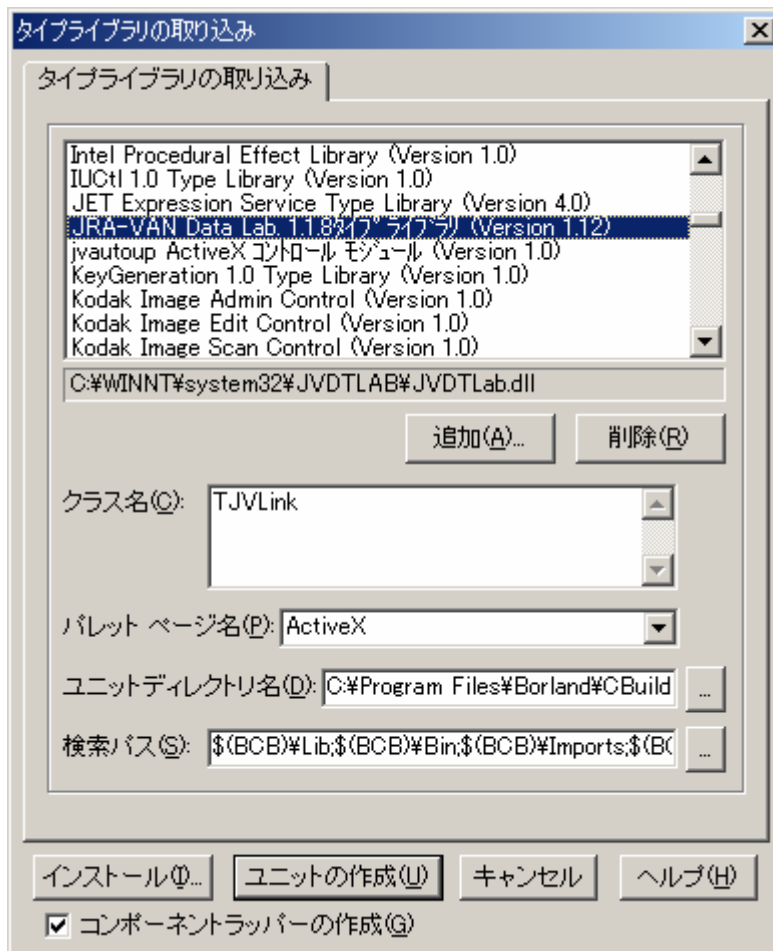 タイプライブラリの取り込み
タイプライブラリの取り込み
Intel Procedural Effect Library (Version 1.0)
IUCtl 1.0 Type Library (Version 1.0)
JET Expression Service Type Library (Version 4.0)
JRA-VAN Data Lab. 1.1.8ﾀｲﾌﾟﾗｲﾌﾞﾗﾘ (Version 1.12)
jvautoup ActiveX ｺﾝﾄﾛｰﾙ ﾓｼﾞｭｰﾙ (Version 1.0)
KeyGeneration 1.0 Type Library (Version 1.0)
Kodak Image Admin Control (Version 1.0)
Kodak Image Edit Control (Version 1.0)
Kodak Image Scan Control (Version 1.0)
C:¥WINNT¥system32¥JVDTLAB¥JVDTLab.dll
追加(A)... 削除(R)
クラス名(C): TJVLink
パレット ページ名(P): ActiveX
ユニットディレクトリ名(D): C:¥Program Files¥Borland¥CBuild ...
検索パス(S): $(BCB)¥Lib;$(BCB)¥Bin;$(BCB)¥Imports;$(BC ...
インストール(I)... ユニットの作成(U) キャンセル ヘルプ(H)
コンポーネントラッパーの作成(G)